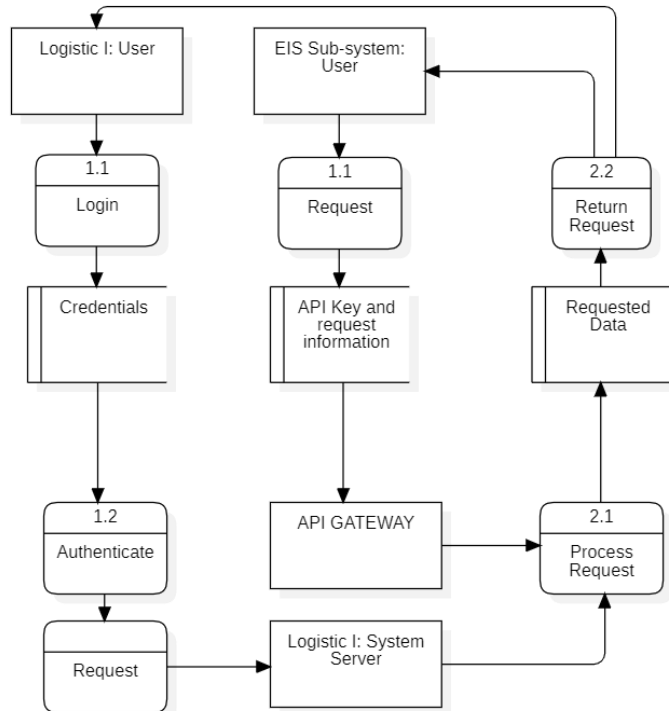 Logistic I: User
EIS Sub-system:
User
1.1
Login
1.1
Request
2.2
Return
Request
Credentials
API Key and
request
information
Requested
Data
1.2
Authenticate
API GATEWAY
2.1
Process
Request
Request
Logistic I: System
Server